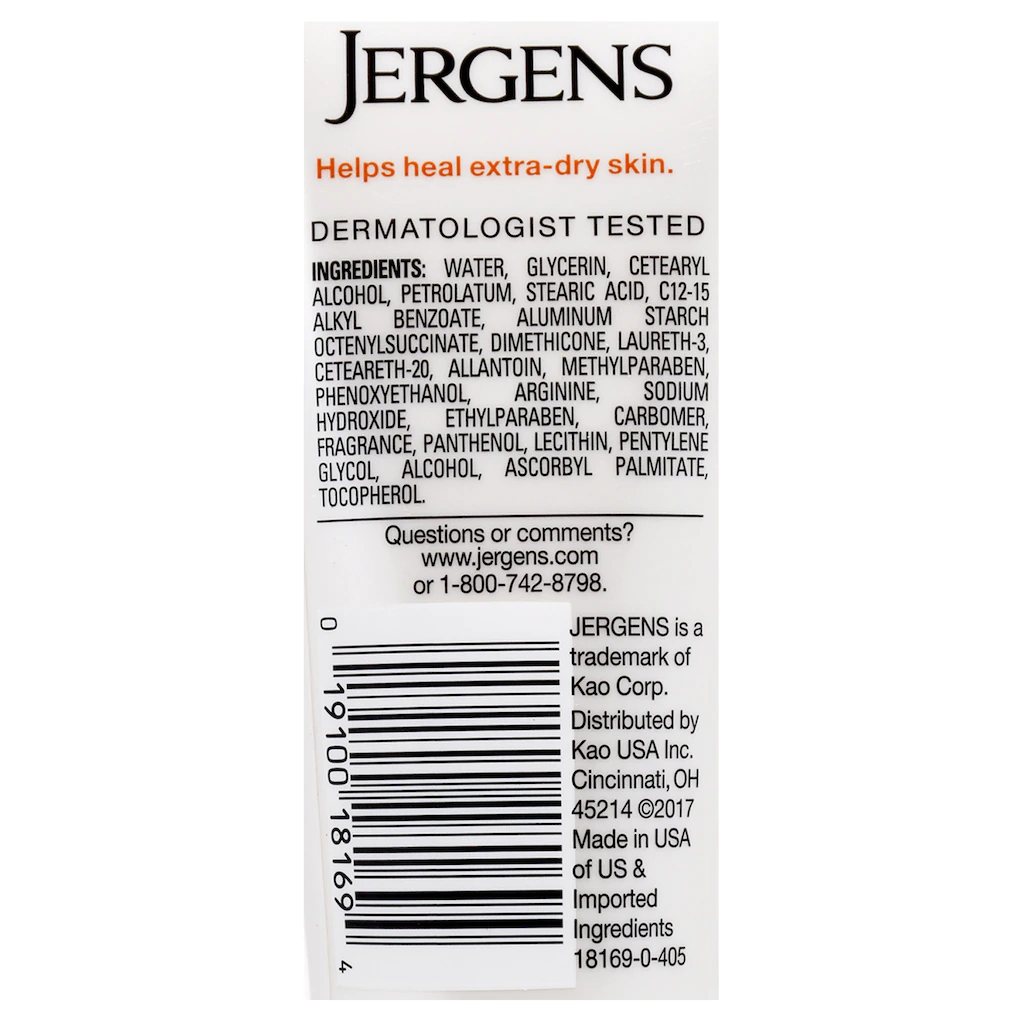 JERGENS
Helps heal extra-dry skin.
DERMATOLOGIST TESTED
INGREDIENTS: WATER, GLYCERIN, CETEARYL
ALCOHOL, PETROLATUM, STEARIC ACID, C12-15
ALKYL BENZOATE, ALUMINUM STARCH
OCTENYLSUCCINATE, DIMETHICONE, LAURETH-3,
CETEARETH-20, ALLANTOIN, METHYLPARABEN,
PHENOXYETHANOL, ARGININE, SODIUM
HYDROXIDE, ETHYLPARABEN, CARBOMER,
FRAGRANCE, PANTHENOL, LECITHIN, PENTYLENE
GLYCOL, ALCOHOL, ASCORBYL PALMITATE,
TOCOPHEROL.
Questions or comments?
www.jergens.com
or 1-800-742-8798.
0 19100 18169 4
JERGENS is a
trademark of
Kao Corp.
Distributed by
Kao USA Inc.
Cincinnati, OH
45214 ©2017
Made in USA
of US &
Imported
Ingredients
18169-0-405